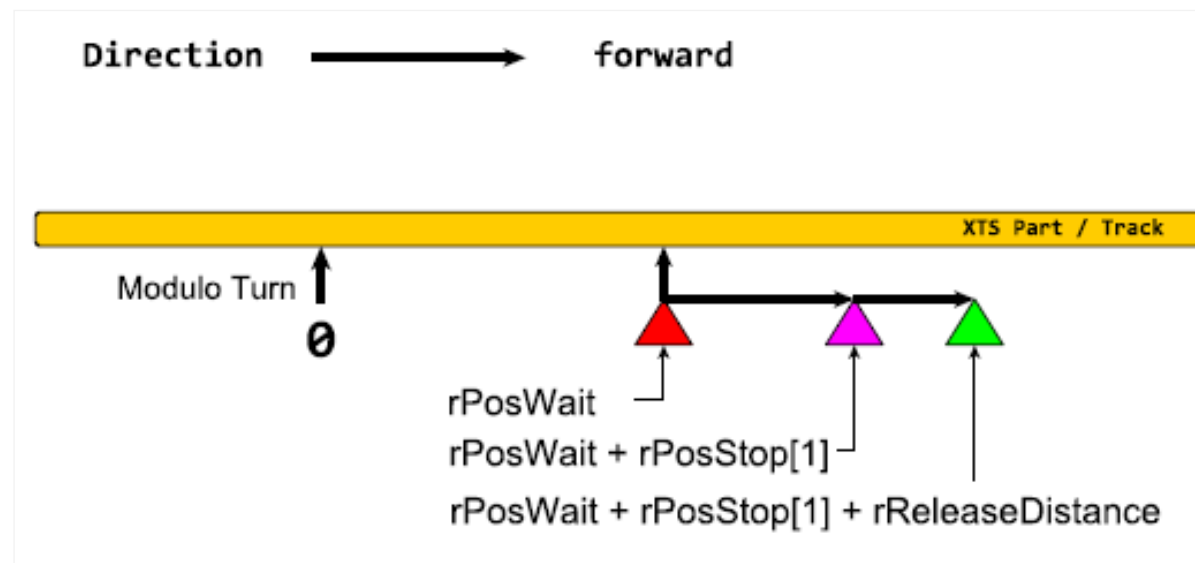 Direction forward
XTS Part / Track
Modulo Turn
0
rPosWait
rPosWait + rPosStop[1]
rPosWait + rPosStop[1] + rReleaseDistance